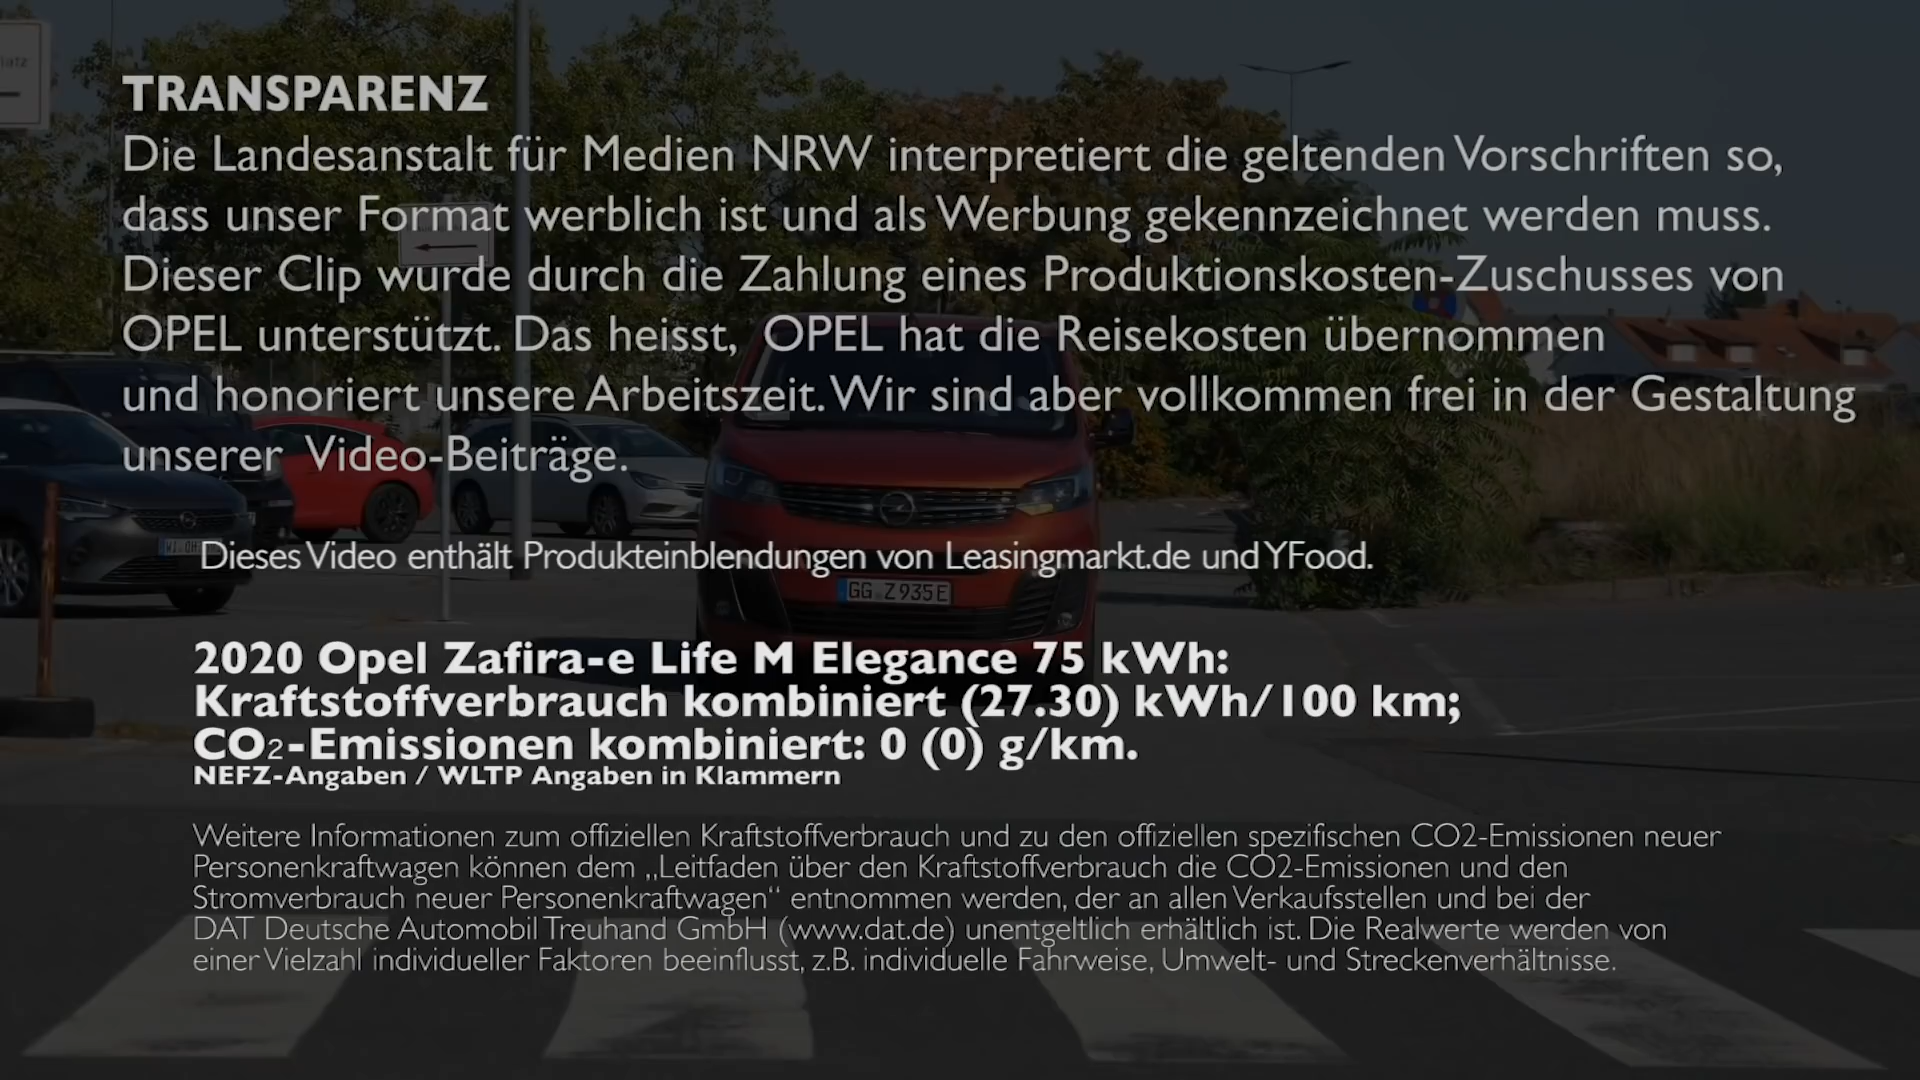 TRANSPARENZ
Die Landesanstalt für Medien NRW interpretiert die geltenden Vorschriften so,
dass unser Format werblich ist und als Werbung gekennzeichnet werden muss.
Dieser Clip wurde durch die Zahlung eines Produktionskosten-Zuschusses von
OPEL unterstützt. Das heisst, OPEL hat die Reisekosten übernommen
und honoriert unsere Arbeitszeit. Wir sind aber vollkommen frei in der Gestaltung
unserer Video-Beiträge.
Dieses Video enthält Produkteinblendungen von Leasingmarkt.de und YFood.
GG Z 935 E
2020 Opel Zafira-e Life M Elegance 75 kWh:
Kraftstoffverbrauch kombiniert (27.30) kWh/100 km;
CO2-Emissionen kombiniert: 0 (0) g/km.
NEFZ-Angaben / WLTP Angaben in Klammern
Weitere Informationen zum offiziellen Kraftstoffverbrauch und zu den offiziellen spezifischen CO2-Emissionen neuer
Personenkraftwagen können dem „Leitfaden über den Kraftstoffverbrauch die CO2-Emissionen und den
Stromverbrauch neuer Personenkraftwagen“ entnommen werden, der an allen Verkaufsstellen und bei der
DAT Deutsche Automobil Treuhand GmbH (www.dat.de) unentgeltlich erhältlich ist. Die Realwerte werden von
einer Vielzahl individueller Faktoren beeinflusst, z.B. individuelle Fahrweise, Umwelt- und Streckenverhältnisse.